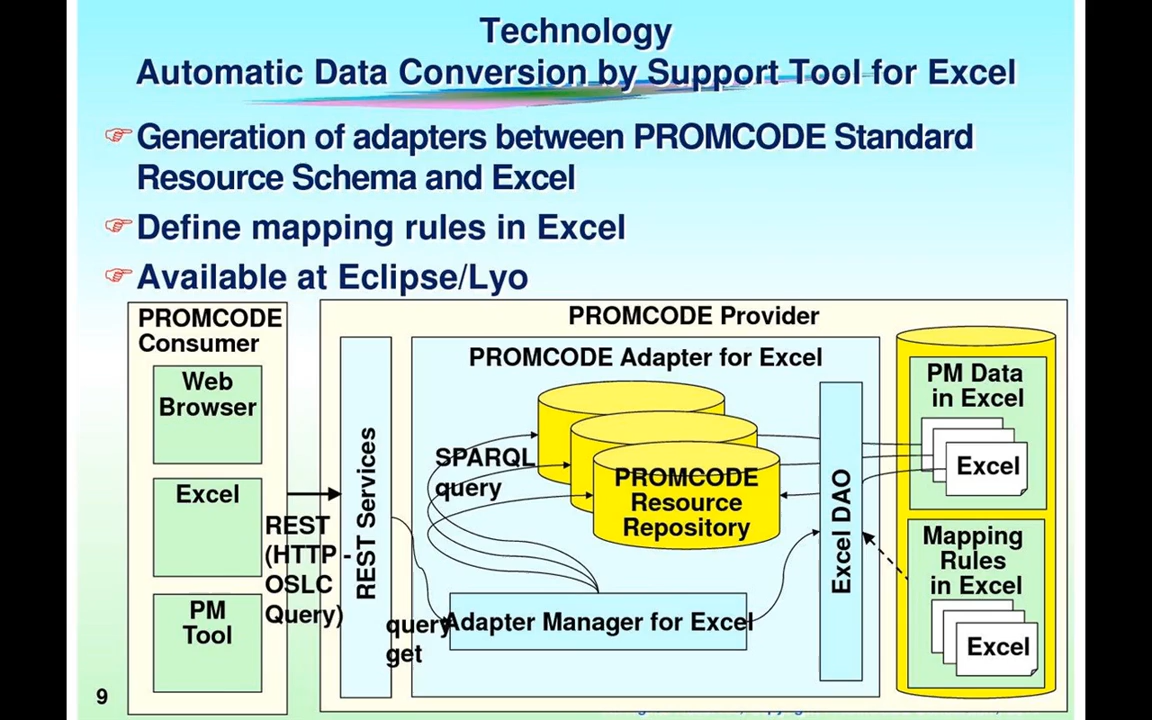 Technology
Automatic Data Conversion by Support Tool for Excel
Generation of adapters between PROMCODE Standard
Resource Schema and Excel
Define mapping rules in Excel
Available at Eclipse/Lyo
PROMCODE
Consumer
Web
Browser
Excel
PM
Tool
REST
(HTTP -
OSLC
Query)
PROMCODE Provider
REST Services
query
get
PROMCODE Adapter for Excel
SPARQL
query
PROMCODE
Resource
Repository
Adapter Manager for Excel
Excel DAO
PM Data
in Excel
Excel
Mapping
Rules
in Excel
Excel
9